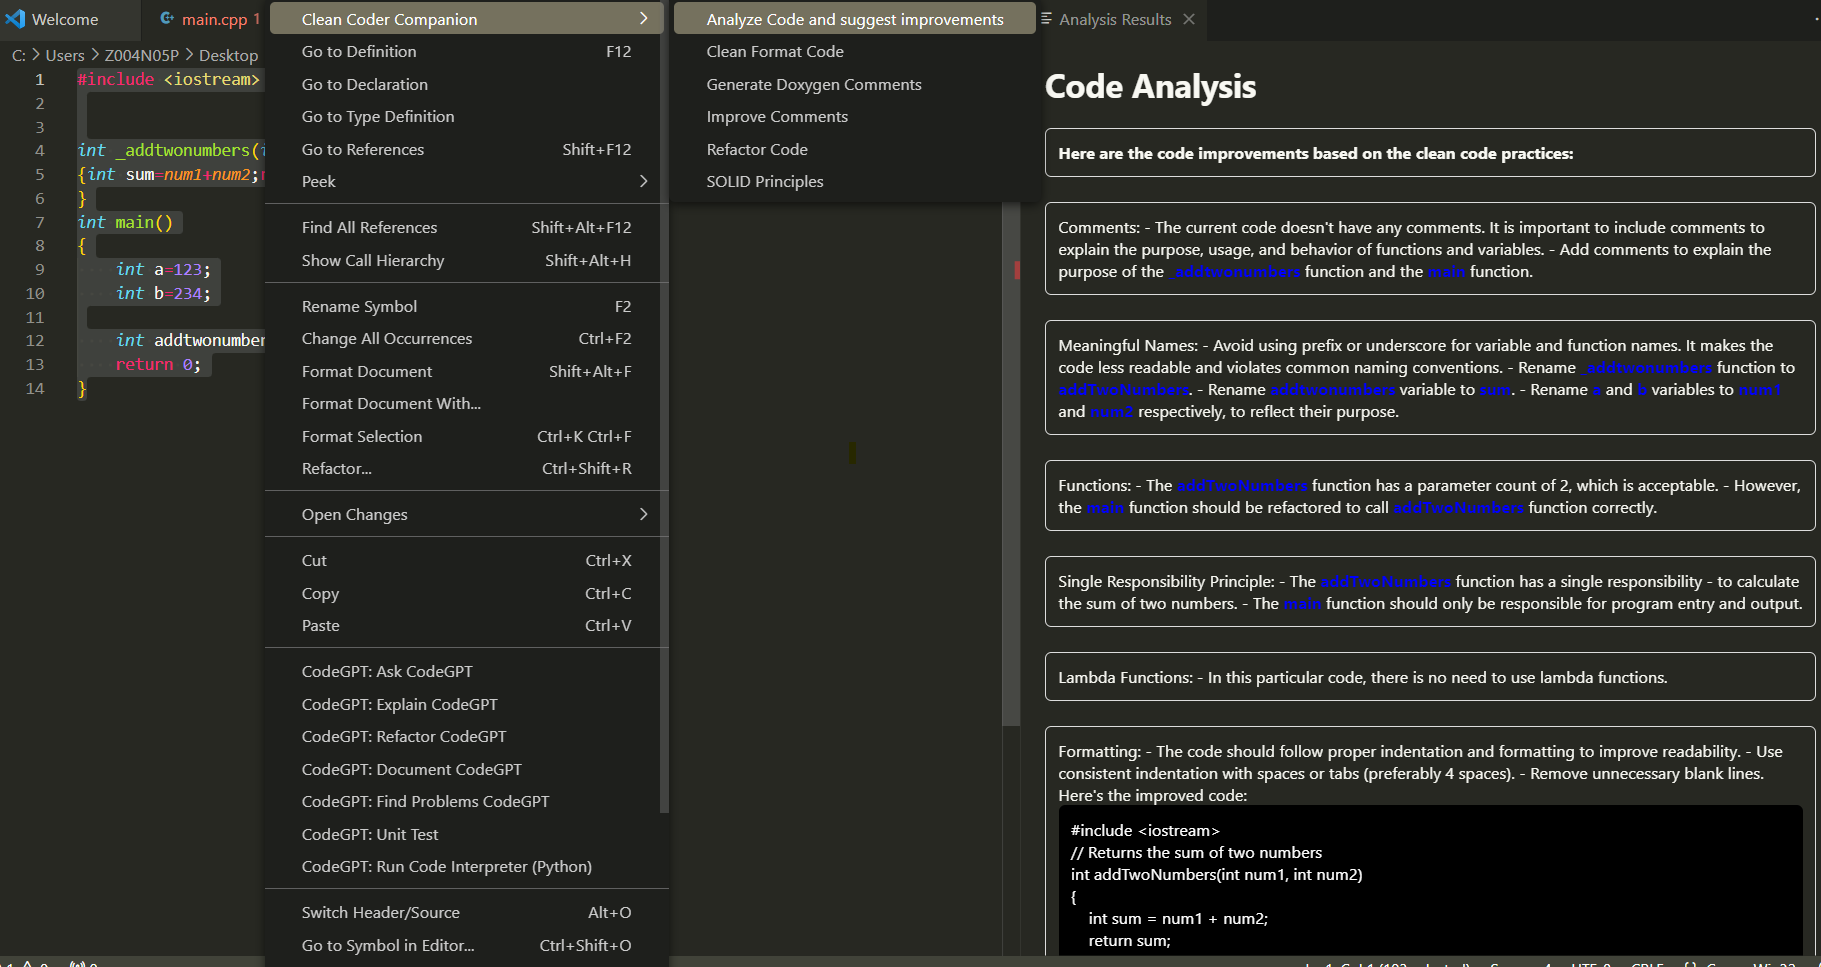 Welcome
main.cpp 1
C: > Users > Z004N05P > Desktop
1 #include <iostream>
2
3
4 int _addtwonumbers(
5 {int sum=num1+num2;
6 }
7 int main()
8 {
9 int a=123;
10 int b=234;
11
12 int addtwonumber
13 return 0;
14 }
Clean Coder Companion
Go to Definition F12
Go to Declaration
Go to Type Definition
Go to References Shift+F12
Peek
Find All References Shift+Alt+F12
Show Call Hierarchy Shift+Alt+H
Rename Symbol F2
Change All Occurrences Ctrl+F2
Format Document Shift+Alt+F
Format Document With...
Format Selection Ctrl+K Ctrl+F
Refactor... Ctrl+Shift+R
Open Changes
Cut Ctrl+X
Copy Ctrl+C
Paste Ctrl+V
CodeGPT: Ask CodeGPT
CodeGPT: Explain CodeGPT
CodeGPT: Refactor CodeGPT
CodeGPT: Document CodeGPT
CodeGPT: Find Problems CodeGPT
CodeGPT: Unit Test
CodeGPT: Run Code Interpreter (Python)
Switch Header/Source Alt+O
Go to Symbol in Editor... Ctrl+Shift+O
Analyze Code and suggest improvements
Clean Format Code
Generate Doxygen Comments
Improve Comments
Refactor Code
SOLID Principles
Analysis Results
Code Analysis
Here are the code improvements based on the clean code practices:
Comments: - The current code doesn't have any comments. It is important to include comments to
explain the purpose, usage, and behavior of functions and variables. - Add comments to explain the
purpose of the _addtwonumbers function and the main function.
Meaningful Names: - Avoid using prefix or underscore for variable and function names. It makes the
code less readable and violates common naming conventions. - Rename _addtwonumbers function to
addTwoNumbers. - Rename addtwonumbers variable to sum. - Rename a and b variables to num1
and num2 respectively, to reflect their purpose.
Functions: - The addTwoNumbers function has a parameter count of 2, which is acceptable. - However,
the main function should be refactored to call addTwoNumbers function correctly.
Single Responsibility Principle: - The addTwoNumbers function has a single responsibility - to calculate
the sum of two numbers. - The main function should only be responsible for program entry and output.
Lambda Functions: - In this particular code, there is no need to use lambda functions.
Formatting: - The code should follow proper indentation and formatting to improve readability. - Use
consistent indentation with spaces or tabs (preferably 4 spaces). - Remove unnecessary blank lines.
Here's the improved code:
#include <iostream>
// Returns the sum of two numbers
int addTwoNumbers(int num1, int num2)
{
int sum = num1 + num2;
return sum;